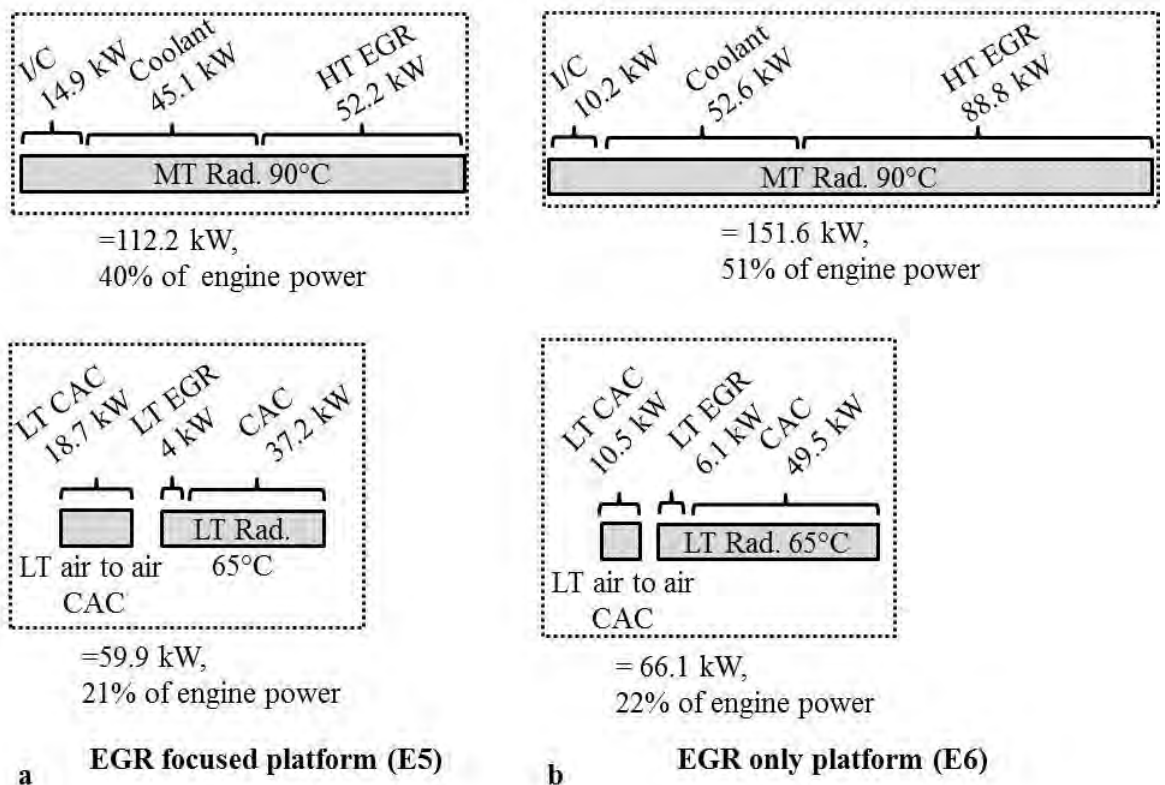 I/C
14.9 kW
Coolant
45.1 kW
HT EGR
52.2 kW
MT Rad. 90°C
=112.2 kW,
40% of engine power
LT CAC
18.7 kW
LT EGR
4 kW
CAC
37.2 kW
LT Rad.
65°C
LT air to air
CAC
=59.9 kW,
21% of engine power
a
EGR focused platform (E5)
I/C
10.2 kW
Coolant
52.6 kW
HT EGR
88.8 kW
MT Rad. 90°C
= 151.6 kW,
51% of engine power
LT CAC
10.5 kW
LT EGR
6.1 kW
CAC
49.5 kW
LT Rad. 65°C
LT air to air
CAC
= 66.1 kW,
22% of engine power
b
EGR only platform (E6)